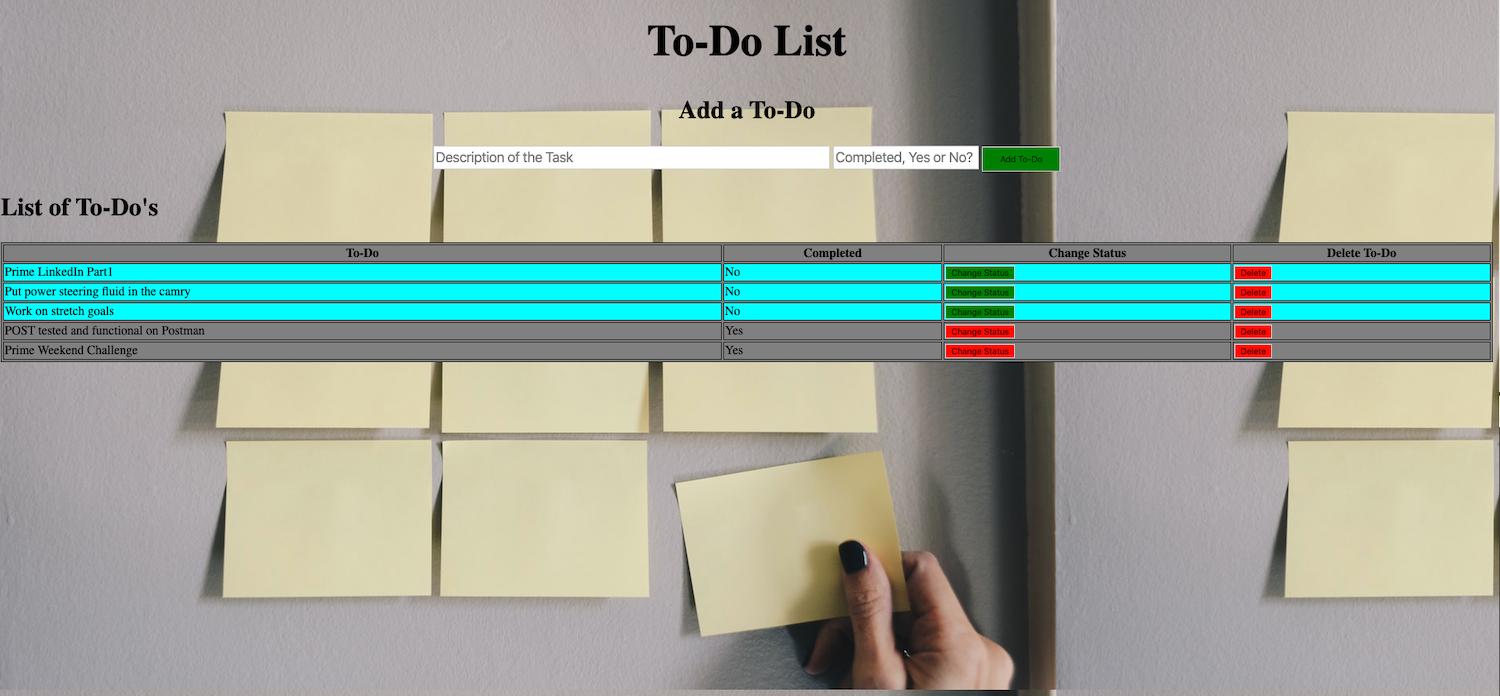 To-Do List
Add a To-Do
Description of the Task Completed, Yes or No? Add To-Do
List of To-Do's
To-Do Completed Change Status Delete To-Do
Prime LinkedIn Part1 No Change Status Delete
Put power steering fluid in the camry No Change Status Delete
Work on stretch goals No Change Status Delete
POST tested and functional on Postman Yes Change Status Delete
Prime Weekend Challenge Yes Change Status Delete